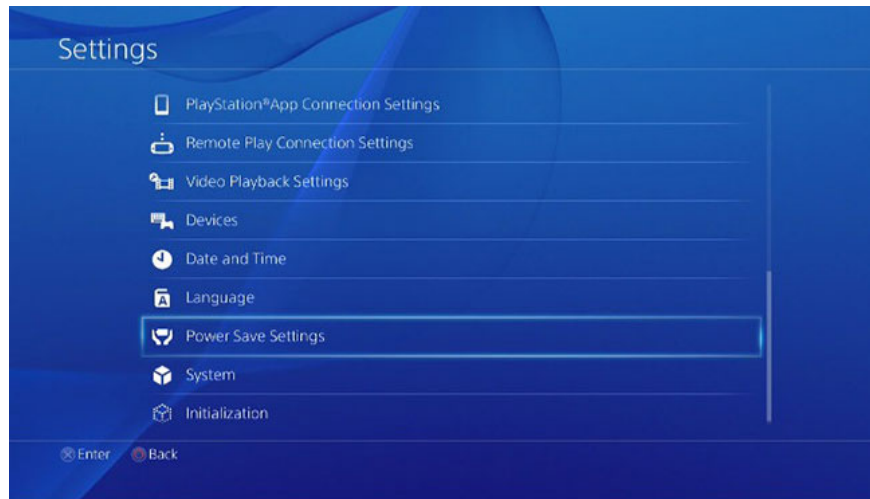 Settings
PlayStation®App Connection Settings
Remote Play Connection Settings
Video Playback Settings
Devices
Date and Time
Language
Power Save Settings
System
Initialization
Enter Back